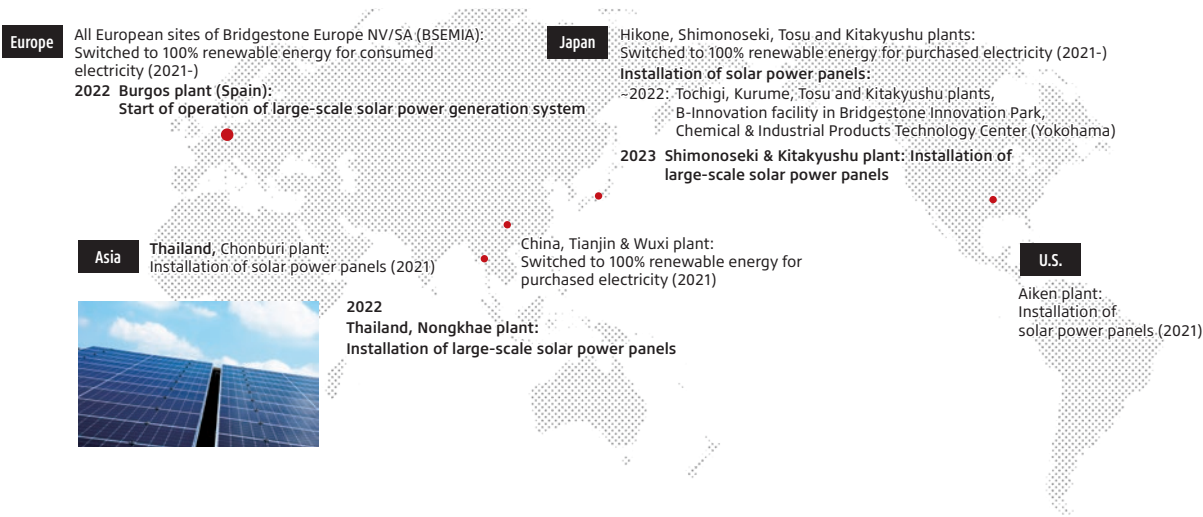 Europe
All European sites of Bridgestone Europe NV/SA (BSEMIA):
Switched to 100% renewable energy for consumed
electricity (2021-)
2022 Burgos plant (Spain):
Start of operation of large-scale solar power generation system
Japan
Hikone, Shimonoseki, Tosu and Kitakyushu plants:
Switched to 100% renewable energy for purchased electricity (2021-)
Installation of solar power panels:
~2022: Tochigi, Kurume, Tosu and Kitakyushu plants,
B-Innovation facility in Bridgestone Innovation Park,
Chemical & Industrial Products Technology Center (Yokohama)
2023 Shimonoseki & Kitakyushu plant: Installation of
large-scale solar power panels
Asia
Thailand, Chonburi plant:
Installation of solar power panels (2021)
China, Tianjin & Wuxi plant:
Switched to 100% renewable energy for
purchased electricity (2021)
2022
Thailand, Nongkhae plant:
Installation of large-scale solar power panels
U.S.
Aiken plant:
Installation of
solar power panels (2021)